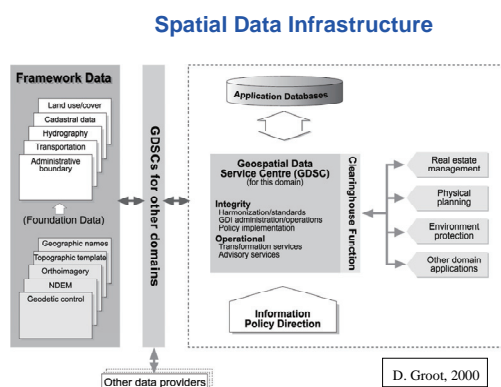 Spatial Data Infrastructure
Framework Data
Land use/cover
Cadastral data
Hydrography
Transportation
Administrative
boundary
(Foundation Data)
Geographic names
Topographic template
Orthoimagery
NDEM
Geodetic control
GDSCs for other
domains
Other data providers
Application Databases
Geospatial Data
Service Centre (GDSC)
(for this domain)
Integrity
Harmonization/standards
GDI administration/operations
Policy implementation
Operational
Transformation services
Advisory services
Clearinghouse Function
Information
Policy Direction
Real estate
management
Physical
planning
Environment
protection
Other domain
applications
D. Groot, 2000